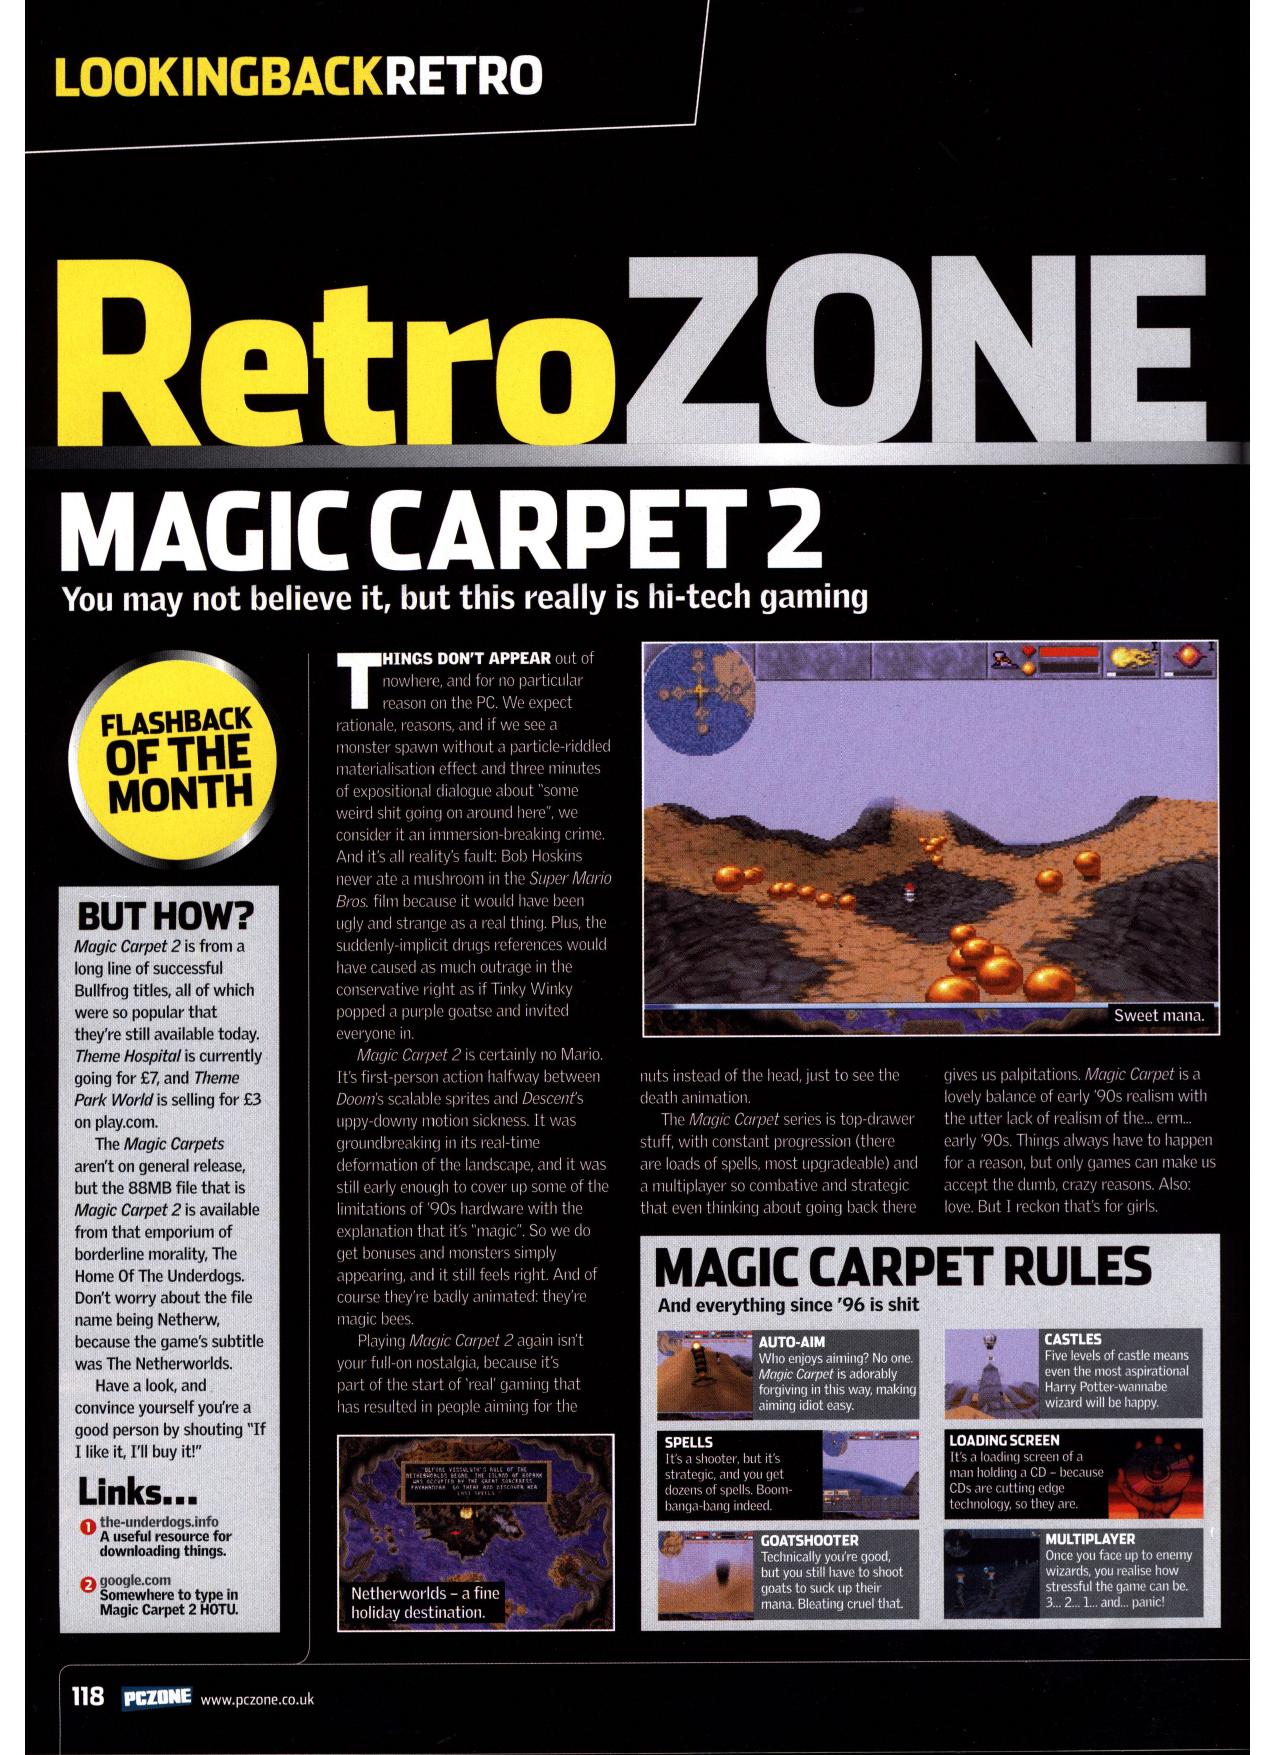 LOOKINGBACKRETRO
RetroZONE
MAGIC CARPET 2
You may not believe it, but this really is hi-tech gaming
FLASHBACK
OF THE
MONTH
BUT HOW?
Magic Carpet 2 is from a
long line of successful
Bullfrog titles, all of which
were so popular that
they're still available today.
Theme Hospital is currently
going for £7, and Theme
Park World is selling for £3
on play.com.
The Magic Carpets
aren't on general release,
but the 88MB file that is
Magic Carpet 2 is available
from that emporium of
borderline morality, The
Home Of The Underdogs.
Don't worry about the file
name being Netherw,
because the game's subtitle
was The Netherworlds.
Have a look, and
convince yourself you're a
good person by shouting "If
I like it, I'll buy it!"
Links...
1 the-underdogs.info
A useful resource for
downloading things.
2 google.com
Somewhere to type in
Magic Carpet 2 HOTU.
THINGS DON'T APPEAR out of
nowhere, and for no particular
reason on the PC. We expect
rationale, reasons, and if we see a
monster spawn without a particle-riddled
materialisation effect and three minutes
of expositional dialogue about "some
weird shit going on around here", we
consider it an immersion-breaking crime.
And it's all reality's fault: Bob Hoskins
never ate a mushroom in the Super Mario
Bros. film because it would have been
ugly and strange as a real thing. Plus, the
suddenly-implicit drugs references would
have caused as much outrage in the
conservative right as if Tinky Winky
popped a purple goatse and invited
everyone in.
Magic Carpet 2 is certainly no Mario.
It's first-person action halfway between
Doom's scalable sprites and Descent's
uppy-downy motion sickness. It was
groundbreaking in its real-time
deformation of the landscape, and it was
still early enough to cover up some of the
limitations of '90s hardware with the
explanation that it's "magic". So we do
get bonuses and monsters simply
appearing, and it still feels right. And of
course they're badly animated: they're
magic bees.
Playing Magic Carpet 2 again isn't
your full-on nostalgia, because it's
part of the start of 'real' gaming that
has resulted in people aiming for the
"BEFORE VISSULUTH'S RULE OF THE
NETHERWORLDS BEGAN, THE ISLAND OF
WAS OCCUPIED BY THE GREAT SORCERESS,
GO THERE AND DISCOVER HER
LAST SPELLS."
Netherworlds – a fine
holiday destination.
Sweet mana.
nuts instead of the head, just to see the
death animation.
The Magic Carpet series is top-drawer
stuff, with constant progression (there
are loads of spells, most upgradeable) and
a multiplayer so combative and strategic
that even thinking about going back there
gives us palpitations. Magic Carpet is a
lovely balance of early '90s realism with
the utter lack of realism of the... erm...
early '90s. Things always have to happen
for a reason, but only games can make us
accept the dumb, crazy reasons. Also:
love. But I reckon that's for girls.
MAGIC CARPET RULES
And everything since '96 is shit
AUTO-AIM
Who enjoys aiming? No one.
Magic Carpet is adorably
forgiving in this way, making
aiming idiot easy.
CASTLES
Five levels of castle means
even the most aspirational
Harry Potter-wannabe
wizard will be happy.
SPELLS
It's a shooter, but it's
strategic, and you get
dozens of spells. Boom-
banga-bang indeed.
LOADING SCREEN
It's a loading screen of a
man holding a CD – because
CDs are cutting edge
technology, so they are.
GOATSHOOTER
Technically you're good,
but you still have to shoot
goats to suck up their
mana. Bleating cruel that.
MULTIPLAYER
Once you face up to enemy
wizards, you realise how
stressful the game can be.
3... 2... 1... and... panic!
118 PCZONE www.pczone.co.uk